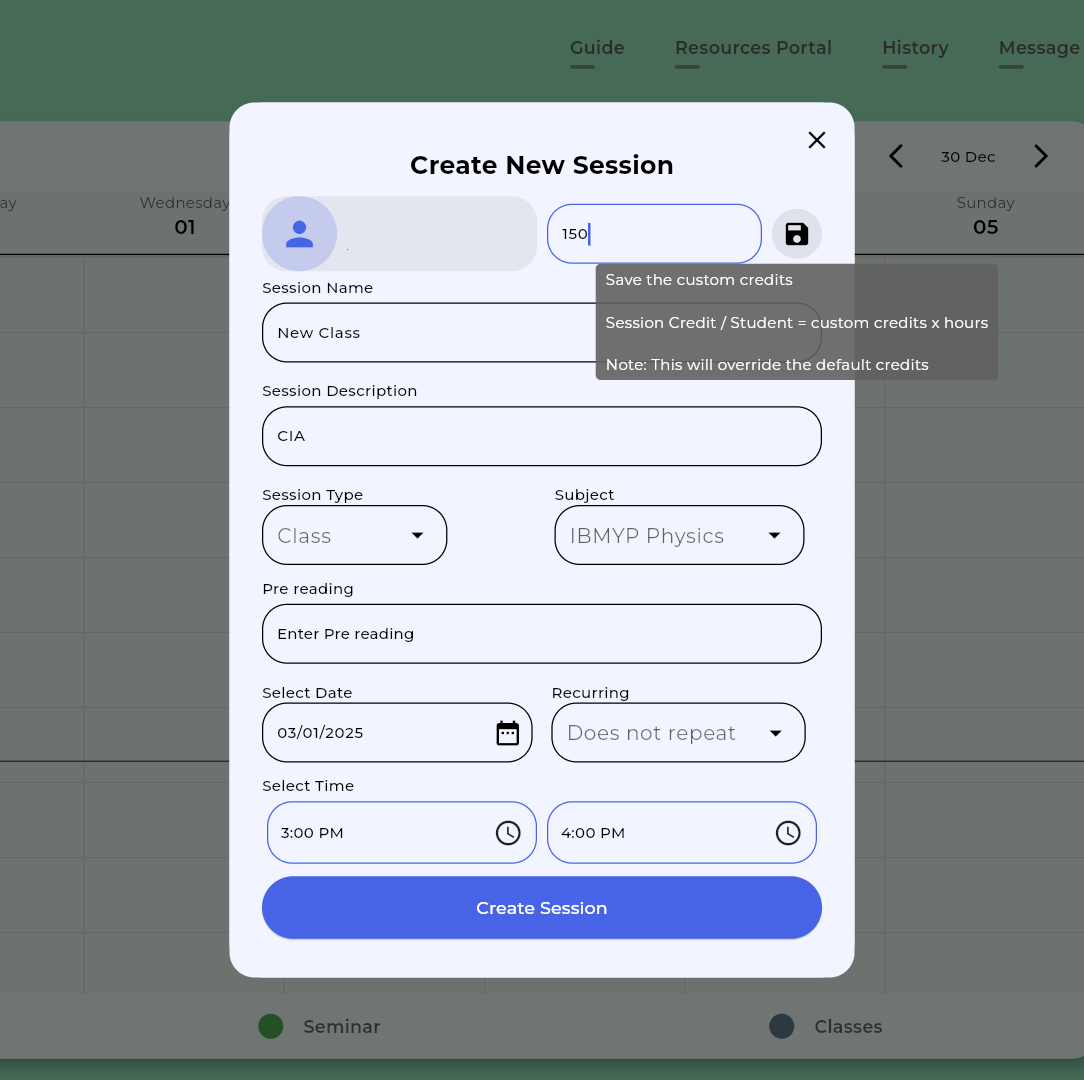 Guide
Resources Portal
History
Message
30 Dec
ay
Wednesday
Sunday
01
05
Create New Session
150
Save the custom credits
Session Credit / Student = custom credits x hours
Note: This will override the default credits
Session Name
New Class
Session Description
CIA
Session Type
Subject
Class
IBMYP Physics
Pre reading
Enter Pre reading
Select Date
Recurring
03/01/2025
Does not repeat
Select Time
3:00 PM
4:00 PM
Create Session
Seminar
Classes